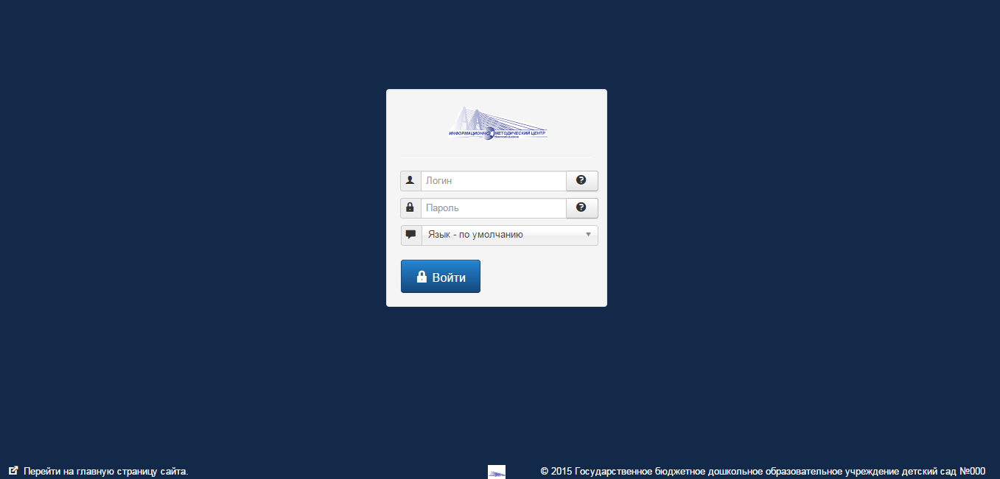 ИНФОРМАЦИОННО МЕТОДИЧЕСКИЙ ЦЕНТР
Логин
Пароль
Язык - по умолчанию
Войти
Перейти на главную страницу сайта.
© 2015 Государственное бюджетное дошкольное образовательное учреждение детский сад №000